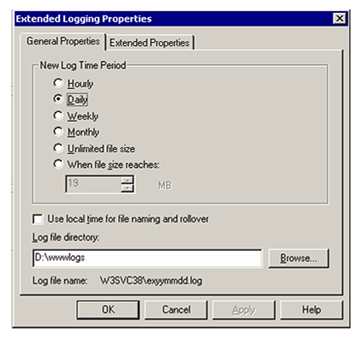 Extended Logging Properties
General Properties Extended Properties
New Log Time Period
Hourly
Daily
Weekly
Monthly
Unlimited file size
When file size reaches:
19 MB
Use local time for file naming and rollover
Log file directory:
D:\wwwlogs Browse...
Log file name: W3SVC38\exyymmdd.log
OK Cancel Apply Help